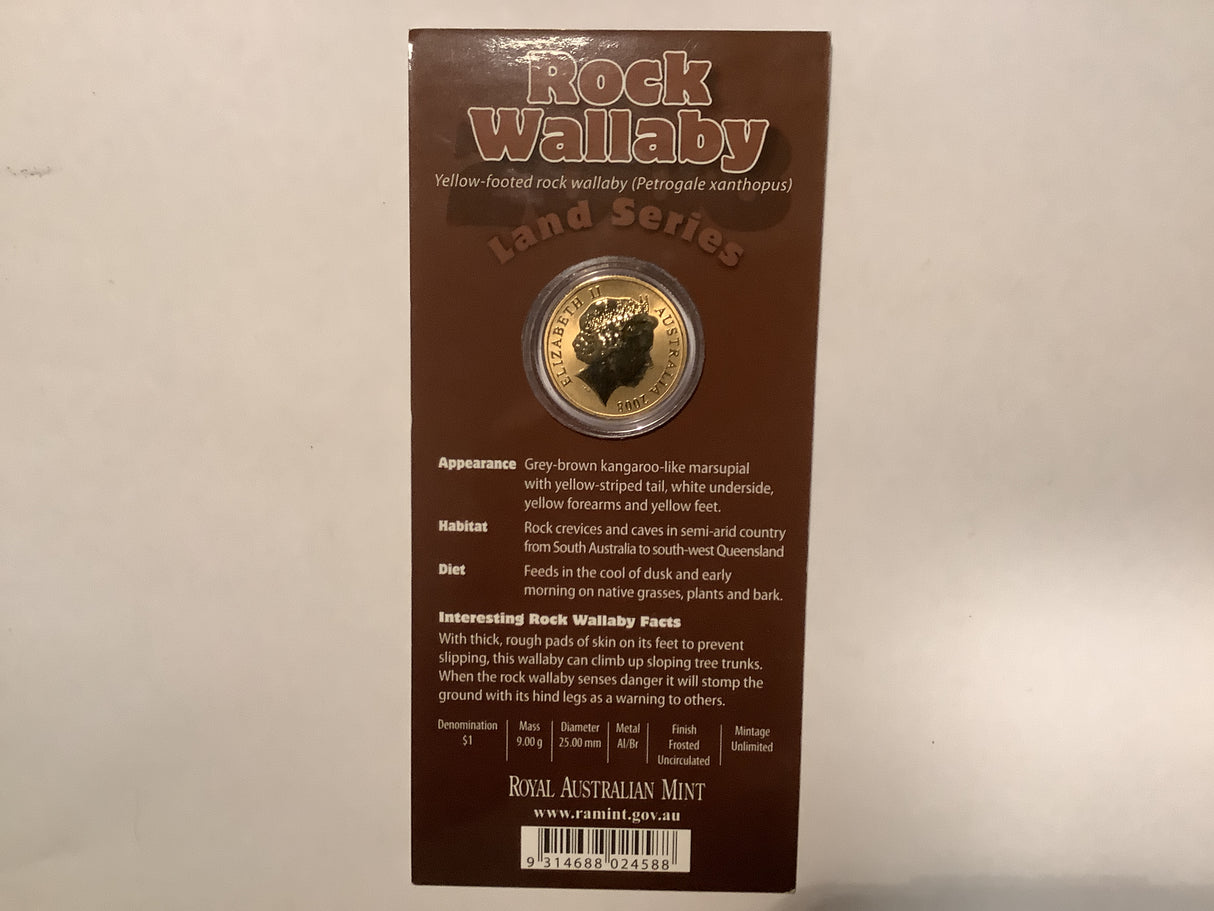 Rock
Wallaby
Yellow-footed rock wallaby (Petrogale xanthopus)
Land Series
ELIZABETH II AUSTRALIA 2008
Appearance Grey-brown kangaroo-like marsupial
with yellow-striped tail, white underside,
yellow forearms and yellow feet.
Habitat Rock crevices and caves in semi-arid country
from South Australia to south-west Queensland
Diet Feeds in the cool of dusk and early
morning on native grasses, plants and bark.
Interesting Rock Wallaby Facts
With thick, rough pads of skin on its feet to prevent
slipping, this wallaby can climb up sloping tree trunks.
When the rock wallaby senses danger it will stomp the
ground with its hind legs as a warning to others.
Denomination Mass Diameter Metal Finish Mintage
$1 9.00 g 25.00 mm Al/Br Frosted Unlimited
Uncirculated
ROYAL AUSTRALIAN MINT
www.ramint.gov.au
9 314688 024588